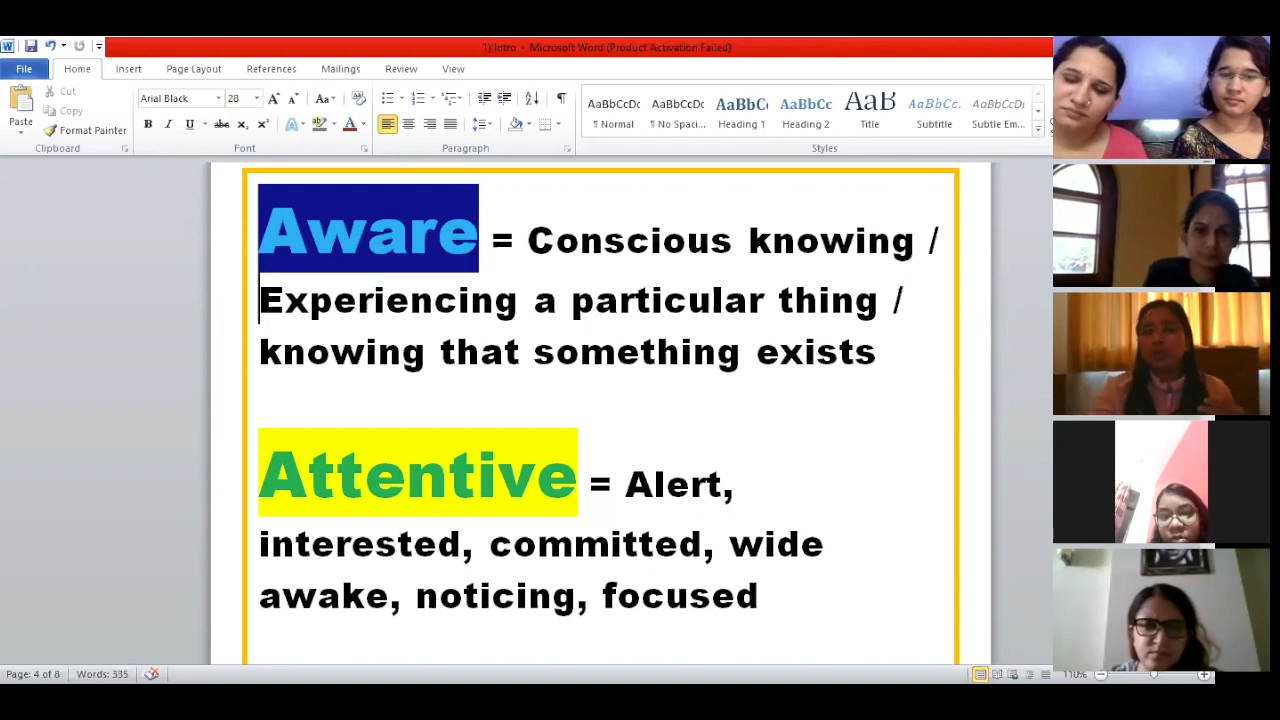 1) Intro - Microsoft Word (Product Activation Failed)
File Home Insert Page Layout References Mailings Review View
Cut
Copy
Paste
Format Painter
Arial Black 28
AaBbCcDc AaBbCcDc AaBbC AaBbCc AaB AaBbCc. AaBbCcDc
¶ Normal ¶ No Spaci... Heading 1 Heading 2 Title Subtitle Subtle Em...
Clipboard Font Paragraph Styles
Aware = Conscious knowing /
Experiencing a particular thing /
knowing that something exists
Attentive = Alert,
interested, committed, wide
awake, noticing, focused
Page: 4 of 8 Words: 335 110%